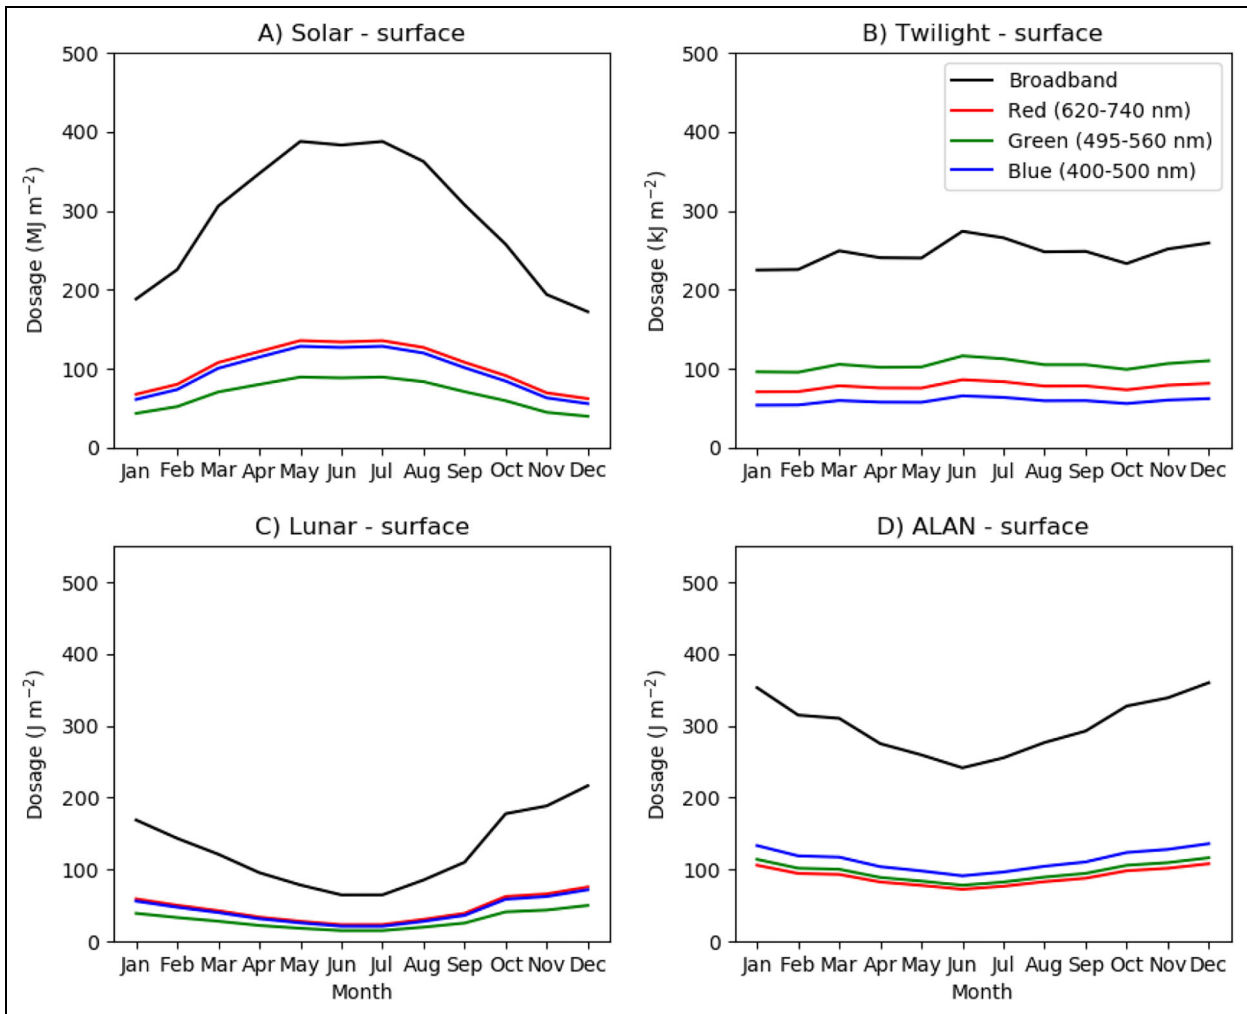 A) Solar - surface
Dosage (MJ m⁻²)
500
400
300
200
100
0
Jan Feb Mar Apr May Jun Jul Aug Sep Oct Nov Dec
B) Twilight - surface
Dosage (kJ m⁻²)
500
400
300
200
100
0
Broadband
Red (620-740 nm)
Green (495-560 nm)
Blue (400-500 nm)
Jan Feb Mar Apr May Jun Jul Aug Sep Oct Nov Dec
C) Lunar - surface
Dosage (J m⁻²)
500
400
300
200
100
0
Jan Feb Mar Apr May Jun Jul Aug Sep Oct Nov Dec
Month
D) ALAN - surface
Dosage (J m⁻²)
500
400
300
200
100
0
Jan Feb Mar Apr May Jun Jul Aug Sep Oct Nov Dec
Month